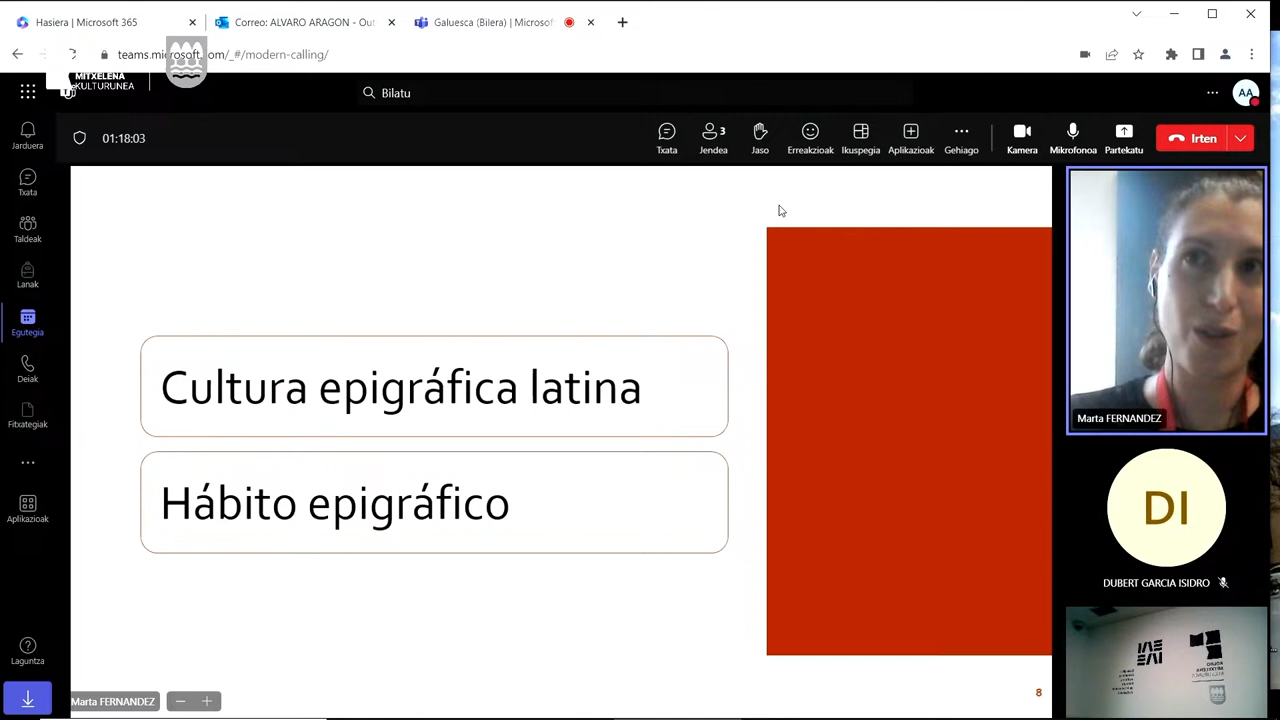 Hasiera | Microsoft 365
Correo: ALVARO ARAGON - Out
Galuesca (Bilera) | Microsof
teams.microsoft.com/_#/modern-calling/
MITXELENA
KULTURUNEA
Bilatu
AA
01:18:03
3
Txata
Jendea
Jaso
Erreakzioak
Ikuspegia
Aplikazioak
Gehiago
Kamera
Mikrofonoa
Partekatu
Irten
Jarduera
Txata
Taldeak
Lanak
Egutegia
Deiak
Fitxategiak
Aplikazioak
Laguntza
Cultura epigráfica latina
Hábito epigráfico
8
Marta FERNANDEZ
Marta FERNANDEZ
DI
DUBERT GARCIA ISIDRO